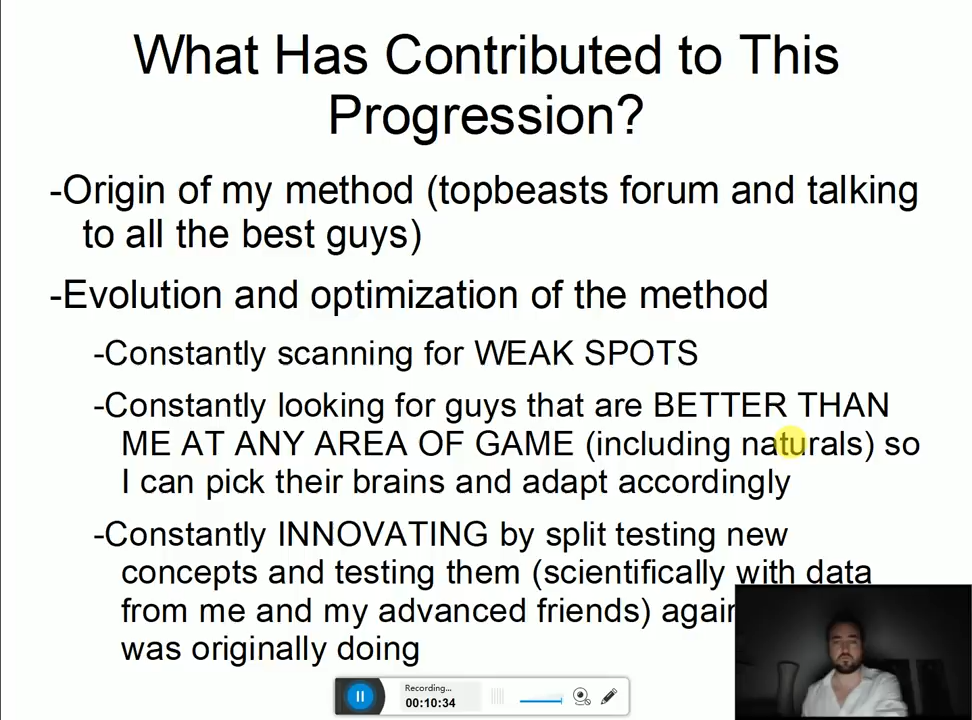 What Has Contributed to This
Progression?
-Origin of my method (topbeasts forum and talking
to all the best guys)
-Evolution and optimization of the method
-Constantly scanning for WEAK SPOTS
-Constantly looking for guys that are BETTER THAN
ME AT ANY AREA OF GAME (including naturals) so
I can pick their brains and adapt accordingly
-Constantly INNOVATING by split testing new
concepts and testing them (scientifically with data
from me and my advanced friends)
was originally doing
Recording...
00:10:34